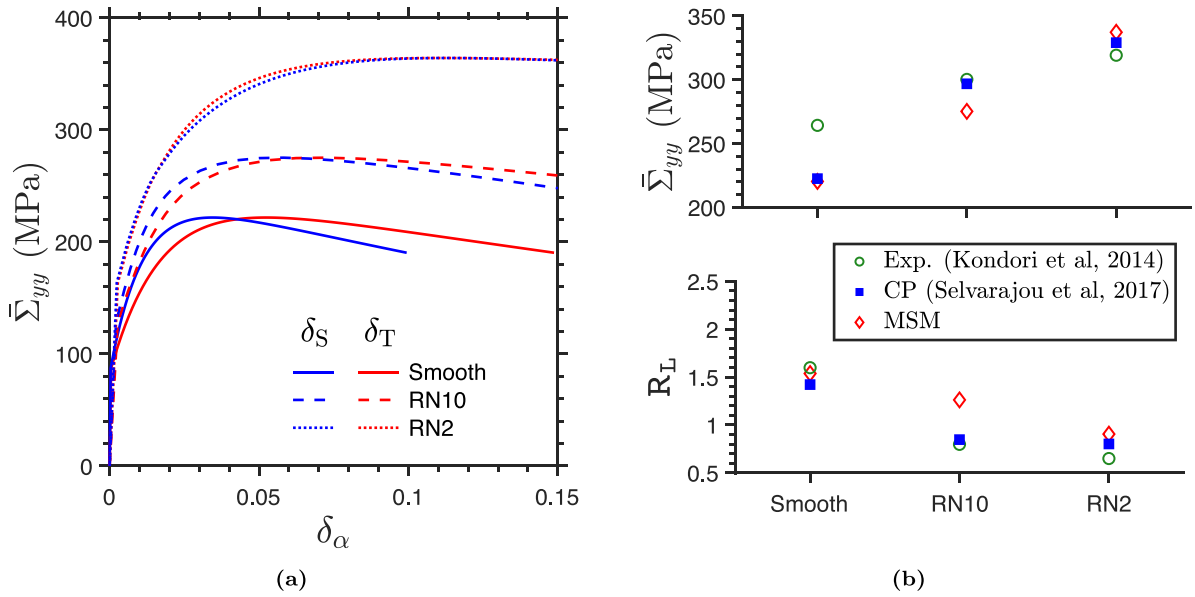 400
300
200
100
0
Σ̄yy (MPa)
0 0.05 0.1 0.15
δα
δS δT
Smooth
RN10
RN2
(a)
350
300
250
200
Σ̄yy (MPa)
Exp. (Kondori et al, 2014)
CP (Selvarajou et al, 2017)
MSM
2.5
2
1.5
1
0.5
RL
Smooth RN10 RN2
(b)